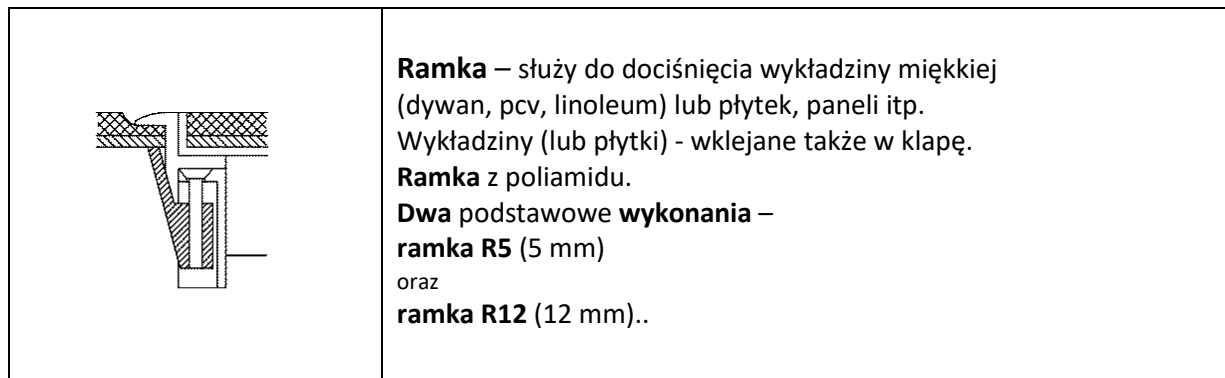 Ramka – służy do dociśnięcia wykładziny miękkiej
(dywan, pcv, linoleum) lub płytek, paneli itp.
Wykładziny (lub płytki) - wklejane także w klapę.
Ramka z poliamidu.
Dwa podstawowe wykonania –
ramka R5 (5 mm)
oraz
ramka R12 (12 mm)..